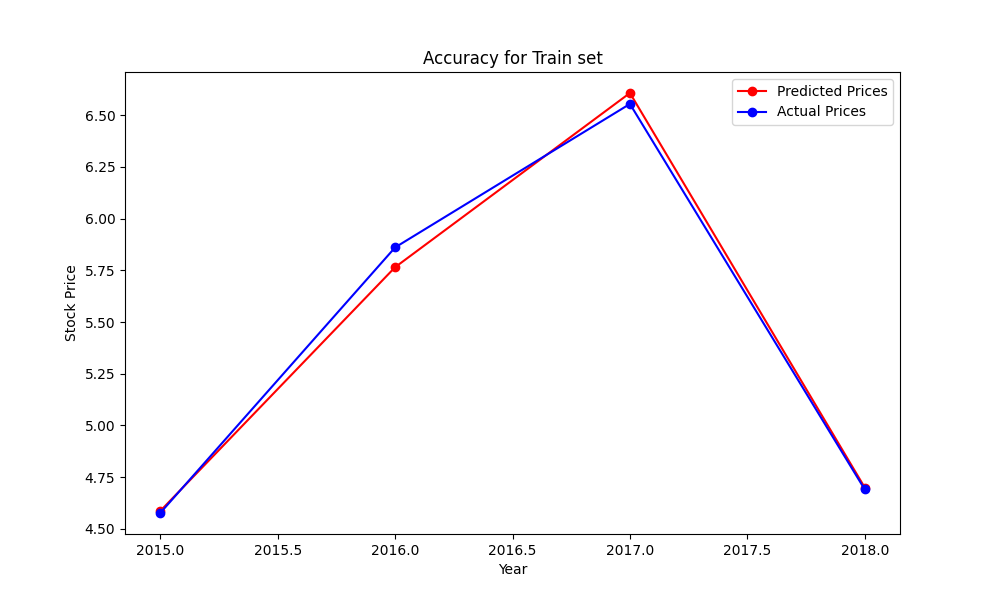 Accuracy for Train set
Predicted Prices
Actual Prices
6.50
6.25
6.00
5.75
5.50
5.25
5.00
4.75
4.50
Stock Price
2015.0 2015.5 2016.0 2016.5 2017.0 2017.5 2018.0
Year